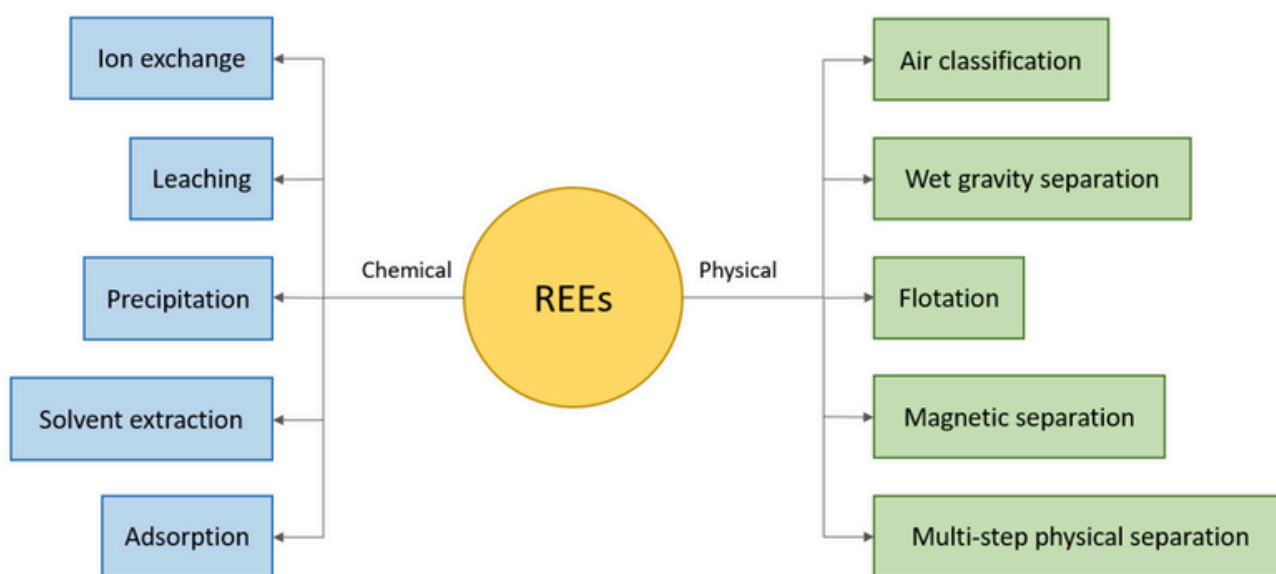 Ion exchange
Leaching
Precipitation
Solvent extraction
Adsorption
Chemical
REEs
Physical
Air classification
Wet gravity separation
Flotation
Magnetic separation
Multi-step physical separation